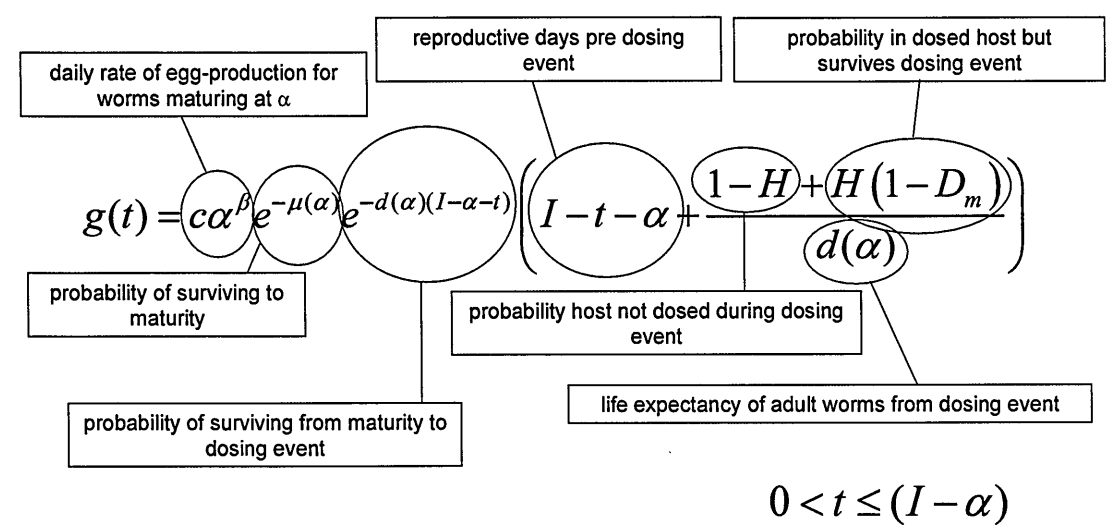 reproductive days pre dosing
event
probability in dosed host but
survives dosing event
daily rate of egg-production for
worms maturing at α
g(t) = cα^β e^{-μ(α)} e^{-d(α)(I-α-t)} ( I - t - α + \frac{1 - H + H(1 - D_m)}{d(α)} )
probability of surviving to
maturity
probability host not dosed during dosing
event
life expectancy of adult worms from dosing event
probability of surviving from maturity to
dosing event
0 < t ≤ (I - α)